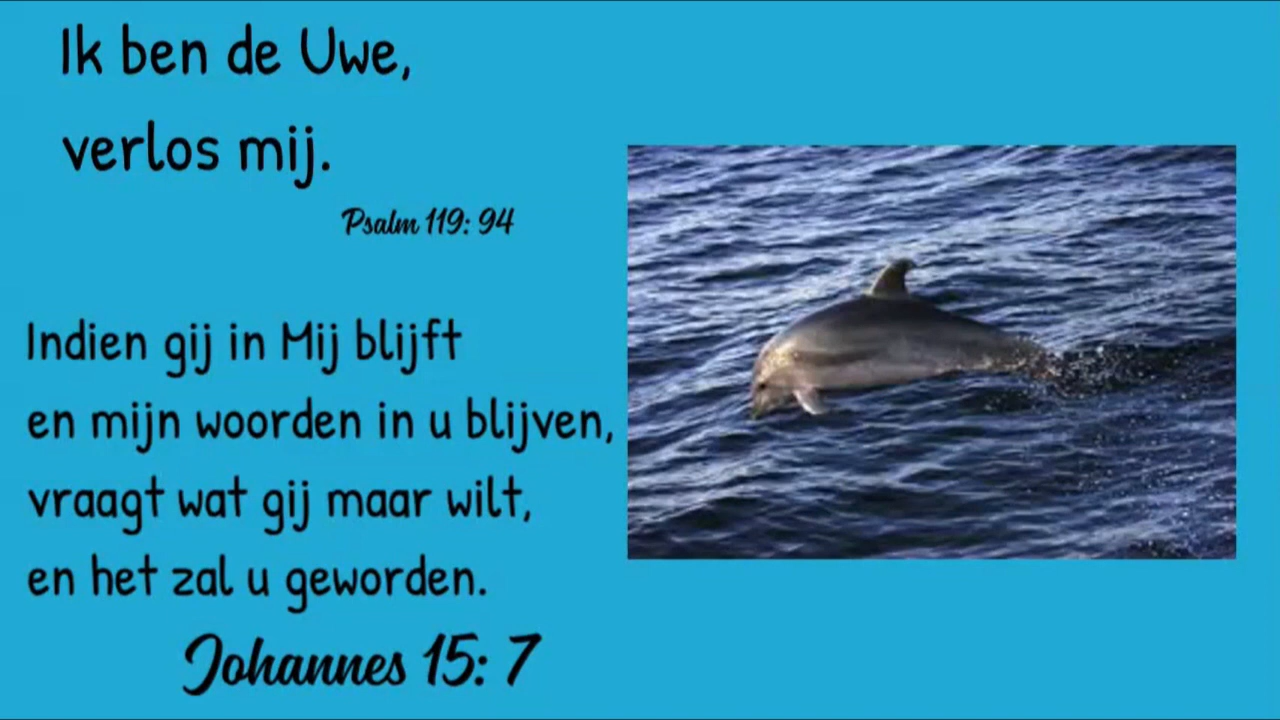 Ik ben de Uwe,
verlos mij.
Psalm 119: 94
Indien gij in Mij blijft
en mijn woorden in u blijven,
vraagt wat gij maar wilt,
en het zal u geworden.
Johannes 15: 7